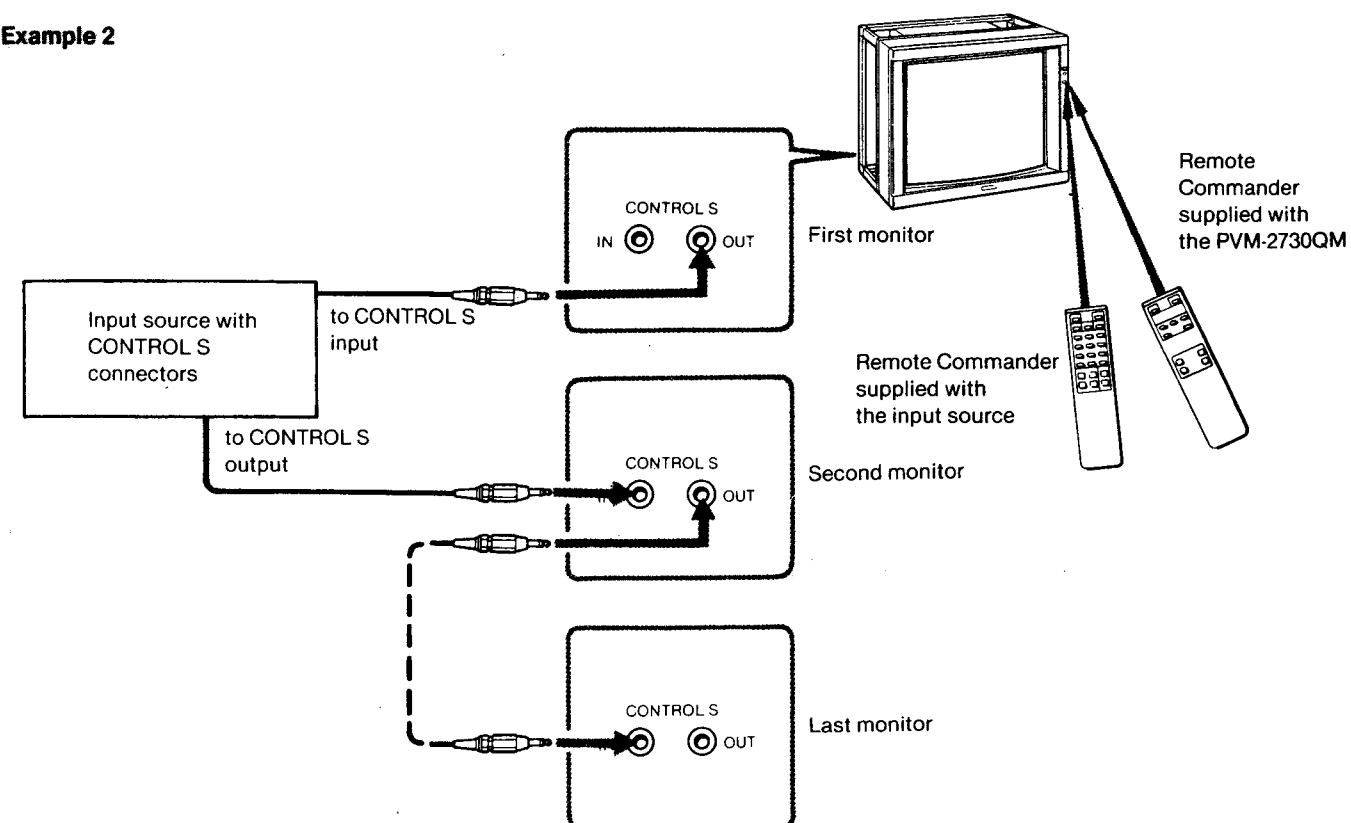 Example 2
Remote
Commander
supplied with
the PVM-2730QM
CONTROL S
IN
OUT
First monitor
Input source with
CONTROL S
connectors
to CONTROL S
input
Remote Commander
supplied with
the input source
to CONTROL S
output
CONTROL S
OUT
Second monitor
CONTROL S
OUT
Last monitor